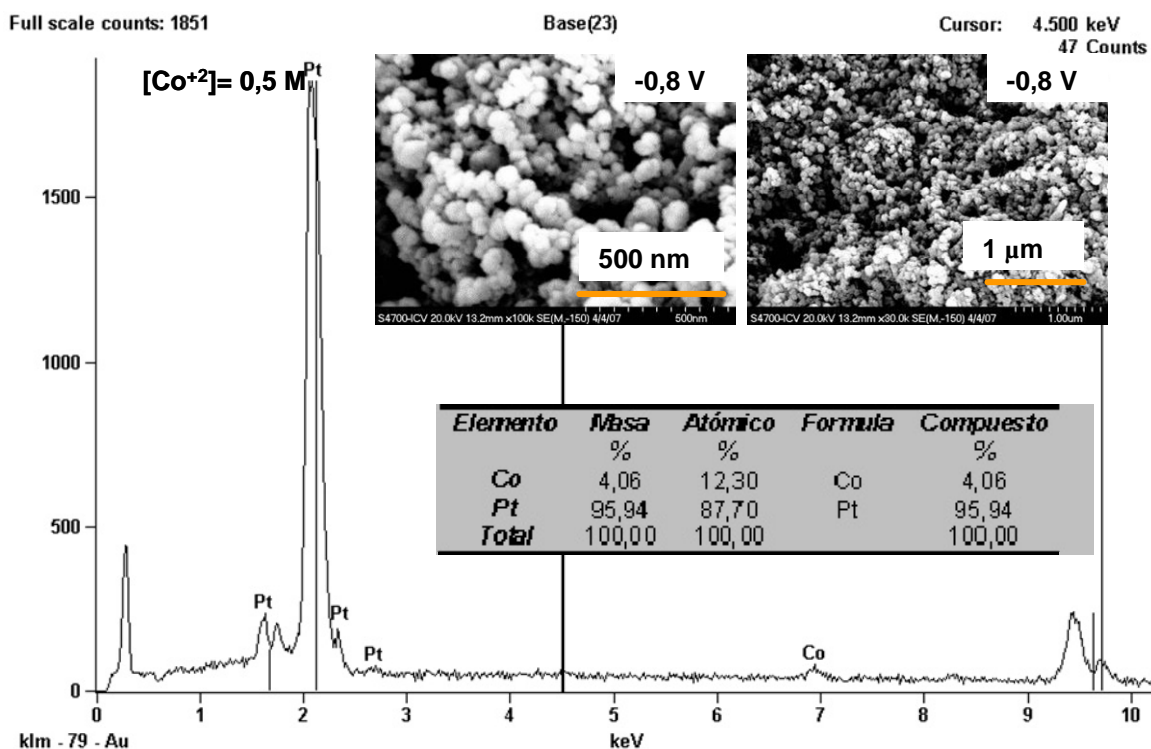 Full scale counts: 1851
Base(23)
Cursor: 4.500 keV
47 Counts
[Co+2]= 0,5 M
Pt
-0,8 V
-0,8 V
500 nm
1 μm
S4700-ICV 20.0kV 13.2mm x100k SE(M,-150) 4/4/07 500nm
S4700-ICV 20.0kV 13.2mm x30.0k SE(M,-150) 4/4/07 1.00um
1500
1000
500
0
Elemento Masa Atómico Formula Compuesto
% % %
Co 4,06 12,30 Co 4,06
Pt 95,94 87,70 Pt 95,94
Total 100,00 100,00 100,00
Pt
Pt
Pt
Co
0 1 2 3 4 5 6 7 8 9 10
klm - 79 - Au
keV